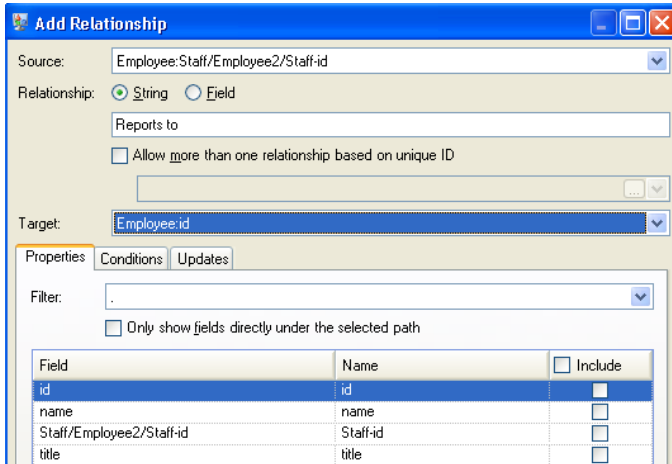 Add Relationship
Source: Employee:Staff/Employee2/Staff-id
Relationship: String Field
Reports to
Allow more than one relationship based on unique ID
...
Target: Employee:id
Properties Conditions Updates
Filter: .
Only show fields directly under the selected path
Field Name Include
id id
name name
Staff/Employee2/Staff-id Staff-id
title title